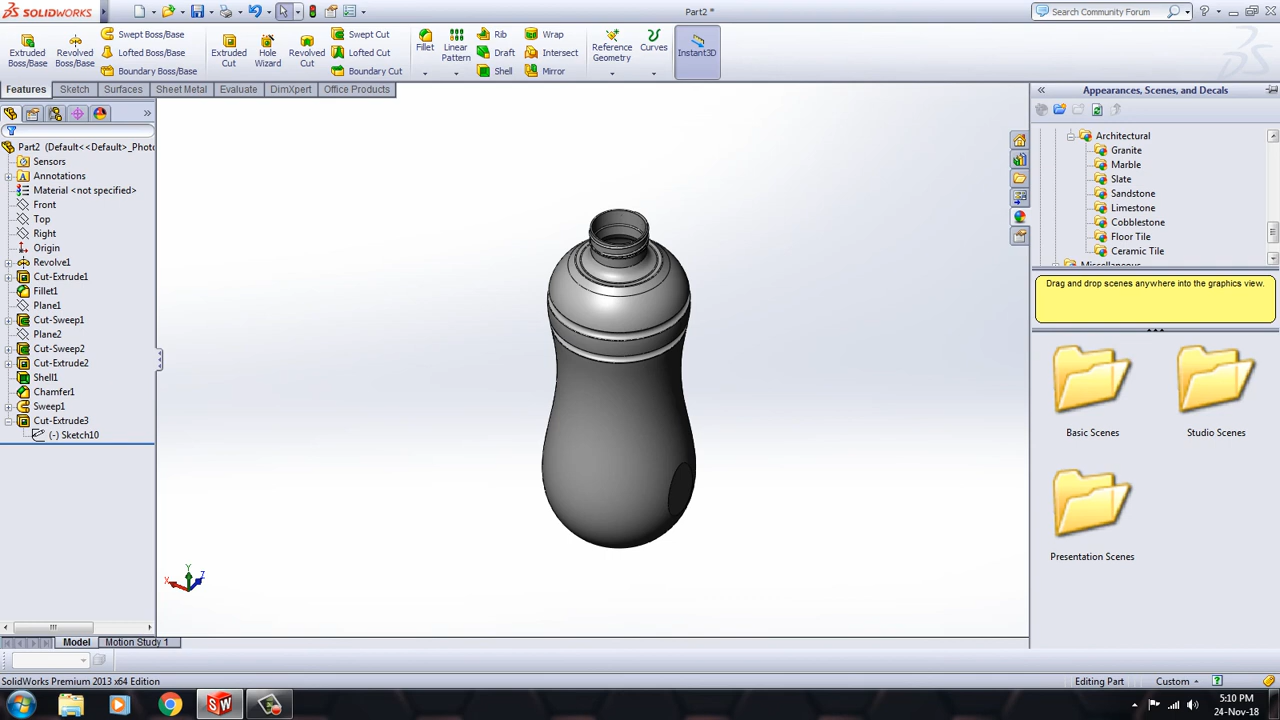 SOLIDWORKS
Part2 *
Search Community Forum
Extruded Boss/Base
Revolved Boss/Base
Swept Boss/Base
Lofted Boss/Base
Boundary Boss/Base
Extruded Cut
Hole Wizard
Revolved Cut
Swept Cut
Lofted Cut
Boundary Cut
Fillet
Linear Pattern
Rib
Draft
Shell
Wrap
Intersect
Mirror
Reference Geometry
Curves
Instant3D
Features
Sketch
Surfaces
Sheet Metal
Evaluate
DimXpert
Office Products
Part2 (Default<<Default>_Photo
Sensors
Annotations
Material <not specified>
Front
Top
Right
Origin
Revolve1
Cut-Extrude1
Fillet1
Plane1
Cut-Sweep1
Plane2
Cut-Sweep2
Cut-Extrude2
Shell1
Chamfer1
Sweep1
Cut-Extrude3
(-) Sketch10
X
Y
Z
Appearances, Scenes, and Decals
Architectural
Granite
Marble
Slate
Sandstone
Limestone
Cobblestone
Floor Tile
Ceramic Tile
Miscellaneous
Drag and drop scenes anywhere into the graphics view.
Basic Scenes
Studio Scenes
Presentation Scenes
Model
Motion Study 1
SolidWorks Premium 2013 x64 Edition
Editing Part
Custom
5:10 PM
24-Nov-18